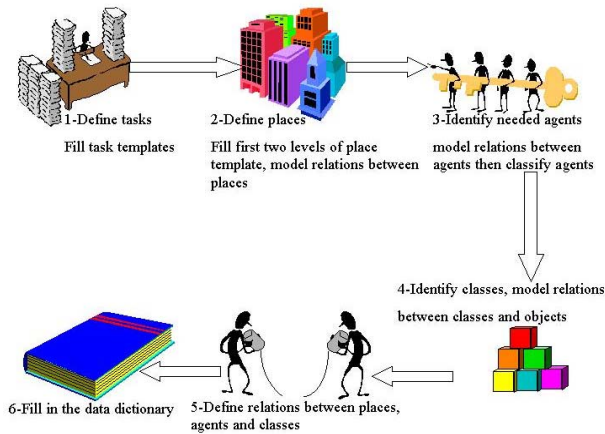 1-Define tasks
Fill task templates
2-Define places
Fill first two levels of place
template, model relations between
places
3-Identify needed agents
model relations between
agents then classify agents
4-Identify classes, model relations
between classes and objects
5-Define relations between places,
agents and classes
6-Fill in the data dictionary